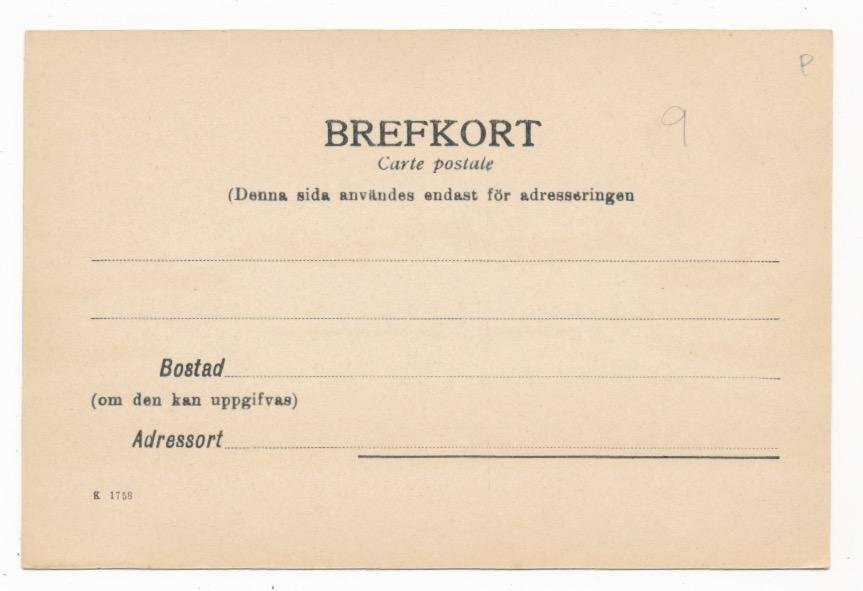 P
9
BREFKORT
Carte postale
(Denna sida användes endast för adresseringen
Bostad
(om den kan uppgifvas)
Adressort
K 1758